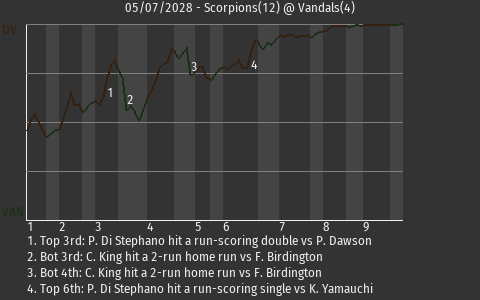 05/07/2028 - Scorpions(12) @ Vandals(4)
DV
1
2
3
4
VAN
1 2 3 4 5 6 7 8 9
1. Top 3rd: P. Di Stephano hit a run-scoring double vs P. Dawson
2. Bot 3rd: C. King hit a 2-run home run vs F. Birdington
3. Bot 4th: C. King hit a 2-run home run vs F. Birdington
4. Top 6th: P. Di Stephano hit a run-scoring single vs K. Yamauchi